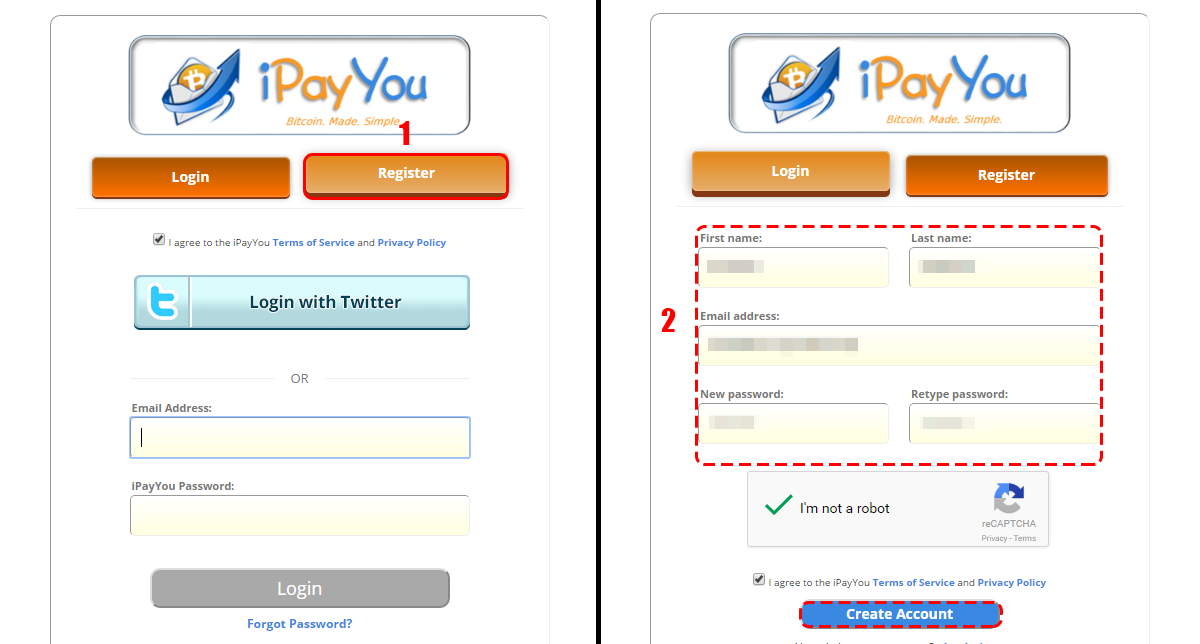 iPayYou
Bitcoin. Made. Simple.
1
Login Register
I agree to the iPayYou Terms of Service and Privacy Policy
Login with Twitter
OR
Email Address:
iPayYou Password:
Login
Forgot Password?
iPayYou
Bitcoin. Made. Simple.
Login Register
2
First name: Last name:
Email address:
New password: Retype password:
I'm not a robot
reCAPTCHA
Privacy - Terms
I agree to the iPayYou Terms of Service and Privacy Policy
Create Account